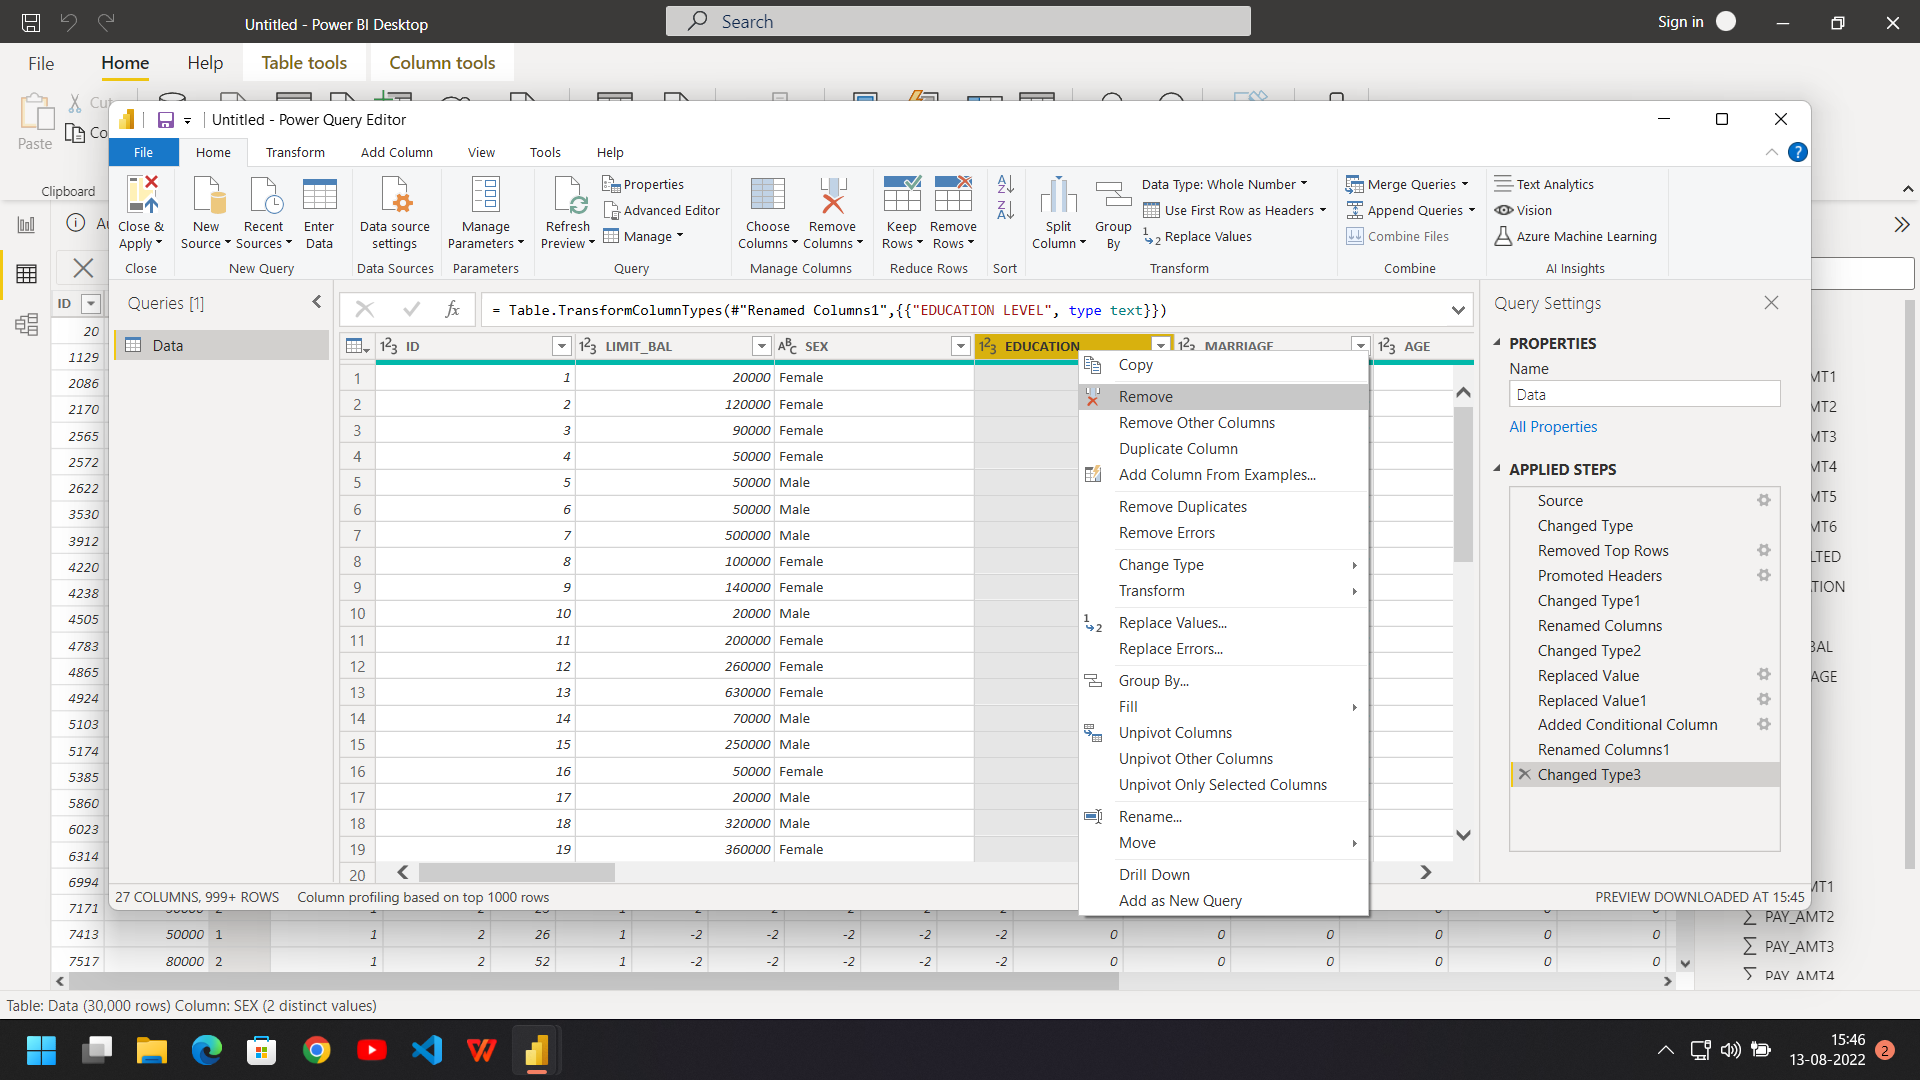 Untitled - Power BI Desktop
Search
Sign in
File
Home
Help
Table tools
Column tools
Paste
Cut
Co
Clipboard
Untitled - Power Query Editor
File
Home
Transform
Add Column
View
Tools
Help
Close &
Apply
Close
New
Source
Recent
Sources
Enter
Data
New Query
Data source
settings
Data Sources
Manage
Parameters
Parameters
Refresh
Preview
Properties
Advanced Editor
Manage
Query
Choose
Columns
Remove
Columns
Manage Columns
Keep
Rows
Remove
Rows
Reduce Rows
Sort
Split
Column
Group
By
Data Type: Whole Number
Use First Row as Headers
Replace Values
Transform
Merge Queries
Append Queries
Combine Files
Combine
Text Analytics
Vision
Azure Machine Learning
AI Insights
Queries [1]
Data
= Table.TransformColumnTypes(#"Renamed Columns1",{{"EDUCATION LEVEL", type text}})
ID LIMIT_BAL SEX EDUCATION MARRIAGE AGE
1 1 20000 Female
2 2 120000 Female
3 3 90000 Female
4 4 50000 Female
5 5 50000 Male
6 6 50000 Male
7 7 500000 Male
8 8 100000 Female
9 9 140000 Female
10 10 20000 Male
11 11 200000 Female
12 12 260000 Female
13 13 630000 Female
14 14 70000 Male
15 15 250000 Male
16 16 50000 Female
17 17 20000 Male
18 18 320000 Male
19 19 360000 Female
20
Copy
Remove
Remove Other Columns
Duplicate Column
Add Column From Examples...
Remove Duplicates
Remove Errors
Change Type
Transform
Replace Values...
Replace Errors...
Group By...
Fill
Unpivot Columns
Unpivot Other Columns
Unpivot Only Selected Columns
Rename...
Move
Drill Down
Add as New Query
Query Settings
PROPERTIES
Name
Data
All Properties
APPLIED STEPS
Source
Changed Type
Removed Top Rows
Promoted Headers
Changed Type1
Renamed Columns
Changed Type2
Replaced Value
Replaced Value1
Added Conditional Column
Renamed Columns1
Changed Type3
27 COLUMNS, 999+ ROWS
Column profiling based on top 1000 rows
PREVIEW DOWNLOADED AT 15:45
ID
20
1129
2086
2170
2565
2572
2622
3530
3912
4220
4238
4505
4783
4865
4924
5103
5174
5385
5860
6023
6314
6994
7171
7413 50000 1 1 2 26 1 -2 -2 -2 -2 -2 0 0 0 0 0 0
7517 80000 2 1 2 52 1 -2 -2 -2 -2 -2 0 0 0 0 0 0
MT1
MT2
MT3
MT4
MT5
MT6
LTED
TION
BAL
AGE
MT1
PAY_AMT2
PAY_AMT3
PAY_AMT4
Table: Data (30,000 rows) Column: SEX (2 distinct values)
15:46
13-08-2022
2